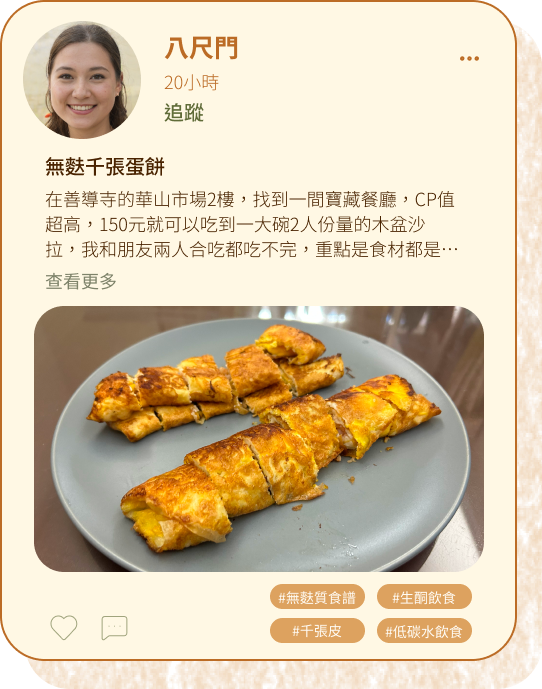 八尺門
20小時
追蹤
無麩千張蛋餅
在善導寺的華山市場2樓，找到一間寶藏餐廳，CP值
超高，150元就可以吃到一大碗2人份量的木盆沙
拉，我和朋友兩人合吃都吃不完，重點是食材都是…
查看更多
#無麩質食譜 #生酮飲食
#千張皮 #低碳水飲食